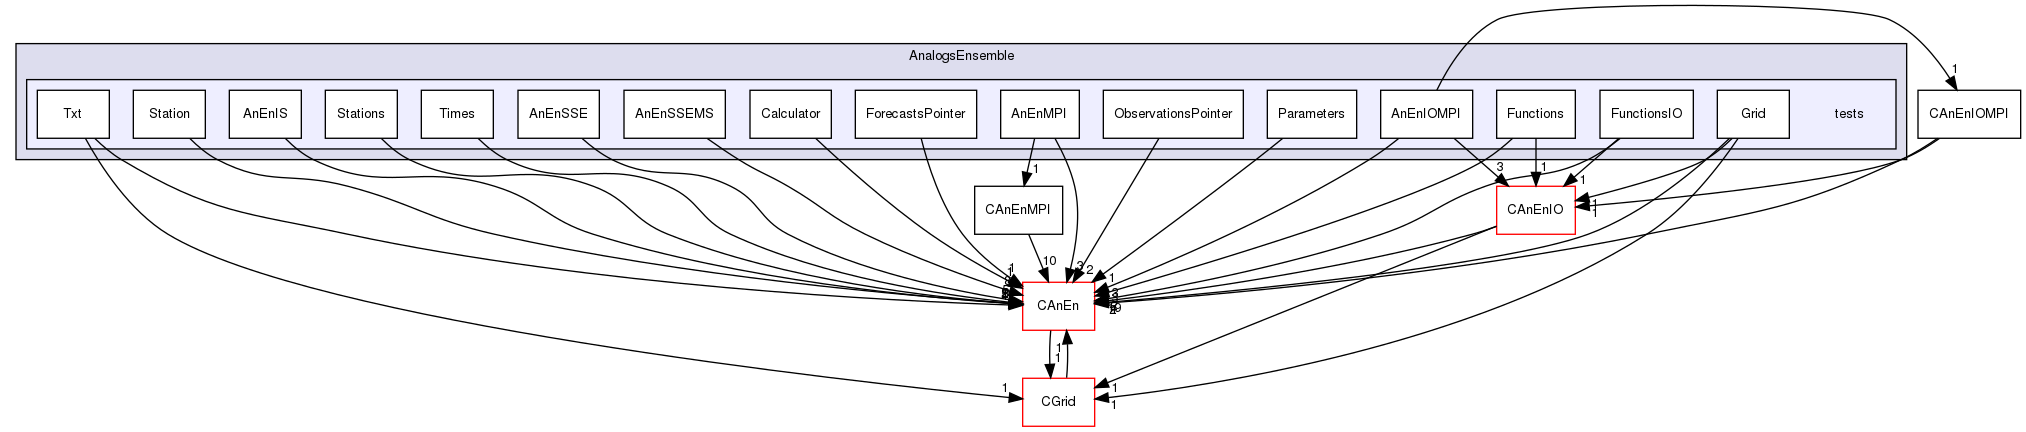 AnalogsEnsemble
1
Txt Station AnEnIS Stations Times AnEnSSE AnEnSSEMS Calculator ForecastsPointer AnEnMPI ObservationsPointer Parameters AnEnIOMPI Functions FunctionsIO Grid tests CAnEnIOMPI
1 3 1 1
CAnEnMPI CAnEnIO
1
1
10 3 2
1
1
1
CAnEn
1
1
1 1
CGrid
1